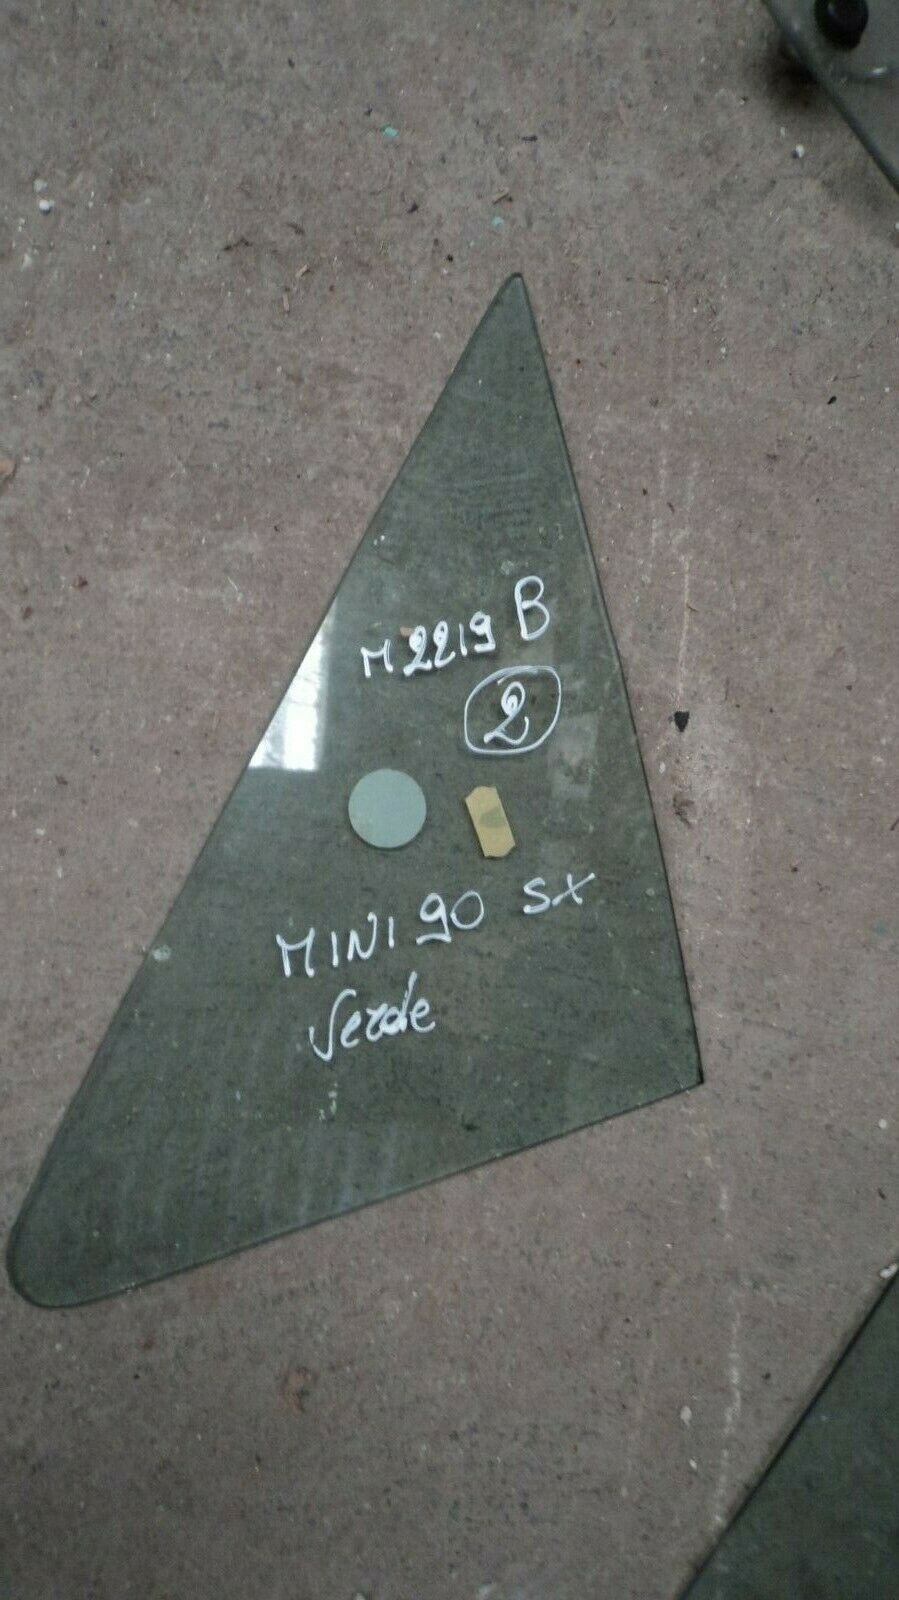 M2219 B
2
MINI 90 SX
Verde